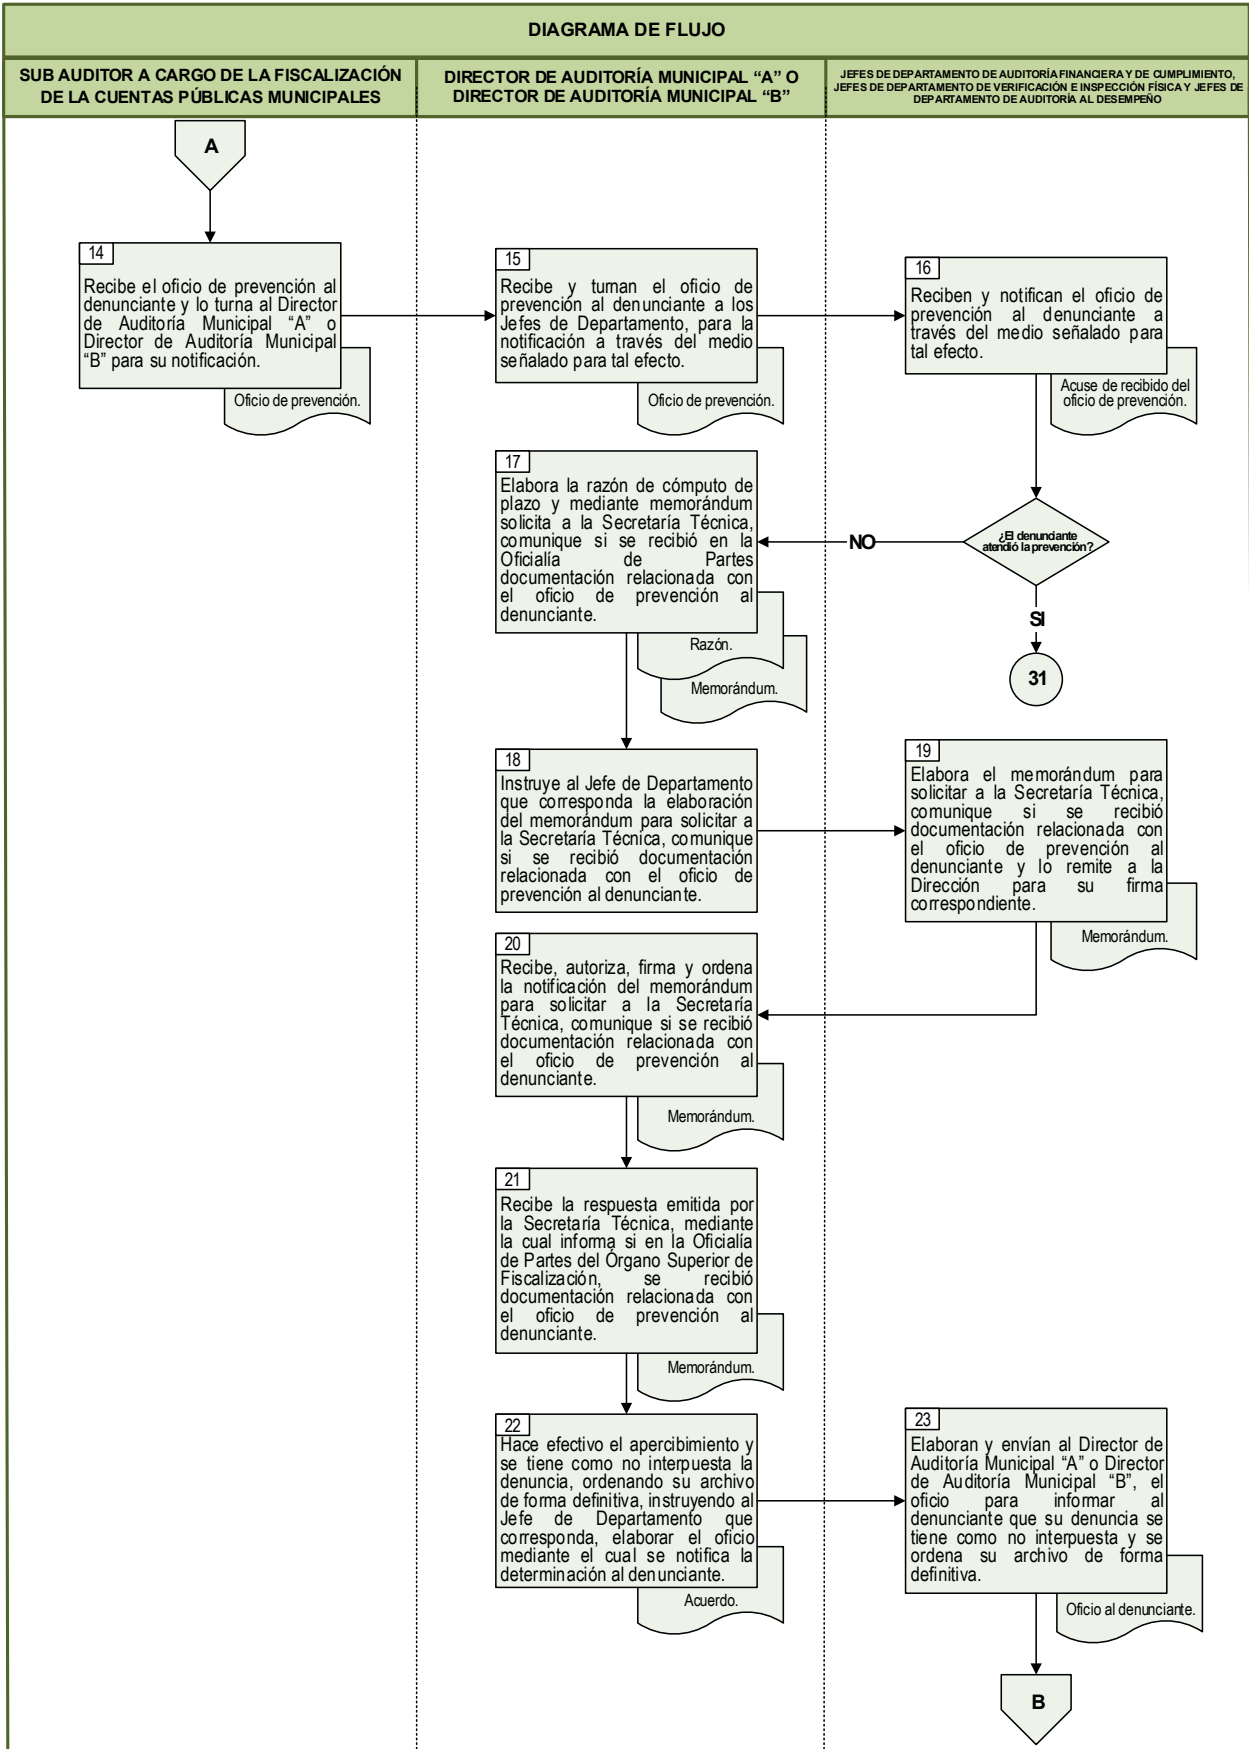 DIAGRAMA DE FLUJO
SUB AUDITOR A CARGO DE LA FISCALIZACIÓN
DE LA CUENTAS PÚBLICAS MUNICIPALES
DIRECTOR DE AUDITORÍA MUNICIPAL “A” O
DIRECTOR DE AUDITORÍA MUNICIPAL “B”
JEFES DE DEPARTAMENTO DE AUDITORÍA FINANCIERA Y DE CUMPLIMIENTO,
JEFES DE DEPARTAMENTO DE VERIFICACIÓN E INSPECCIÓN FÍSICA Y JEFES DE
DEPARTAMENTO DE AUDITORÍA AL DESEMPEÑO
A
14
Recibe el oficio de prevención al
denunciante y lo turna al Director
de Auditoría Municipal “A” o
Director de Auditoría Municipal
“B” para su notificación.
Oficio de prevención.
15
Recibe y turnan el oficio de
prevención al denunciante a los
Jefes de Departamento, para la
notificación a través del medio
señalado para tal efecto.
Oficio de prevención.
16
Reciben y notifican el oficio de
prevención al denunciante a
través del medio señalado para
tal efecto.
Acuse de recibido del
oficio de prevención.
¿El denunciante
atendió la prevención?
NO
SI
31
17
Elabora la razón de cómputo de
plazo y mediante memorándum
solicita a la Secretaría Técnica,
comunique si se recibió en la
Oficialía de Partes
documentación relacionada con
el oficio de prevención al
denunciante.
Razón.
Memorándum.
18
Instruye al Jefe de Departamento
que corresponda la elaboración
del memorándum para solicitar a
la Secretaría Técnica, comunique
si se recibió documentación
relacionada con el oficio de
prevención al denunciante.
19
Elabora el memorándum para
solicitar a la Secretaría Técnica,
comunique si se recibió
documentación relacionada con
el oficio de prevención al
denunciante y lo remite a la
Dirección para su firma
correspondiente.
Memorándum.
20
Recibe, autoriza, firma y ordena
la notificación del memorándum
para solicitar a la Secretaría
Técnica, comunique si se recibió
documentación relacionada con
el oficio de prevención al
denunciante.
Memorándum.
21
Recibe la respuesta emitida por
la Secretaría Técnica, mediante
la cual informa si en la Oficialía
de Partes del Órgano Superior de
Fiscalización, se recibió
documentación relacionada con
el oficio de prevención al
denunciante.
Memorándum.
22
Hace efectivo el apercibimiento y
se tiene como no interpuesta la
denuncia, ordenando su archivo
de forma definitiva, instruyendo al
Jefe de Departamento que
corresponda, elaborar el oficio
mediante el cual se notifica la
determinación al denunciante.
Acuerdo.
23
Elaboran y envían al Director de
Auditoría Municipal “A” o Director
de Auditoría Municipal “B”, el
oficio para informar al
denunciante que su denuncia se
tiene como no interpuesta y se
ordena su archivo de forma
definitiva.
Oficio al denunciante.
B